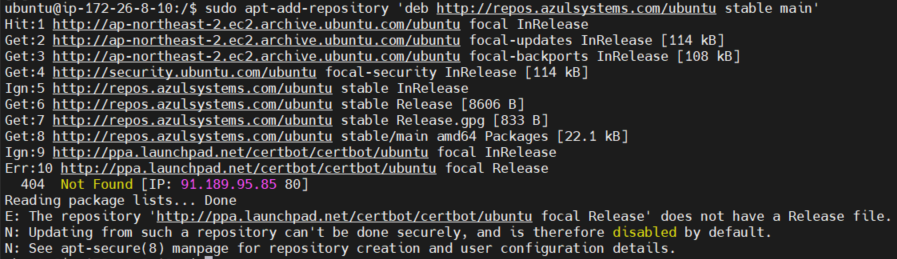 ubuntu@ip-172-26-8-10:/$ sudo apt-add-repository 'deb http://repos.azulsystems.com/ubuntu stable main'
Hit:1 http://ap-northeast-2.ec2.archive.ubuntu.com/ubuntu focal InRelease
Get:2 http://ap-northeast-2.ec2.archive.ubuntu.com/ubuntu focal-updates InRelease [114 kB]
Get:3 http://ap-northeast-2.ec2.archive.ubuntu.com/ubuntu focal-backports InRelease [108 kB]
Get:4 http://security.ubuntu.com/ubuntu focal-security InRelease [114 kB]
Ign:5 http://repos.azulsystems.com/ubuntu stable InRelease
Get:6 http://repos.azulsystems.com/ubuntu stable Release [8606 B]
Get:7 http://repos.azulsystems.com/ubuntu stable Release.gpg [833 B]
Get:8 http://repos.azulsystems.com/ubuntu stable/main amd64 Packages [22.1 kB]
Ign:9 http://ppa.launchpad.net/certbot/certbot/ubuntu focal InRelease
Err:10 http://ppa.launchpad.net/certbot/certbot/ubuntu focal Release
  404  Not Found [IP: 91.189.95.85 80]
Reading package lists... Done
E: The repository 'http://ppa.launchpad.net/certbot/certbot/ubuntu focal Release' does not have a Release file.
N: Updating from such a repository can't be done securely, and is therefore disabled by default.
N: See apt-secure(8) manpage for repository creation and user configuration details.